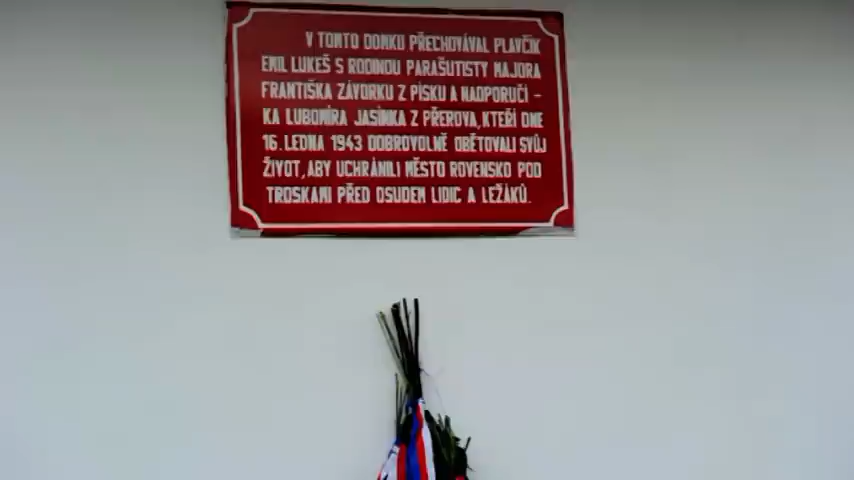 V TOMTO DOMKU PŘECHOVÁVAL PLAVČÍK
EMIL LUKEŠ S RODINOU PARAŠUTISTY MAJORA
FRANTIŠKA ZÁVORKU Z PÍSKU A NADPORUČÍ -
KA LUBOMÍRA JASÍNKA Z PŘEROVA, KTEŘÍ DNE
16. LEDNA 1943 DOBROVOLNĚ OBĚTOVALI SVŮJ
ŽIVOT, ABY UCHRÁNILI MĚSTO ROVENSKO POD
TROSKAMI PŘED OSUDEM LIDIC A LEŽÁKŮ.